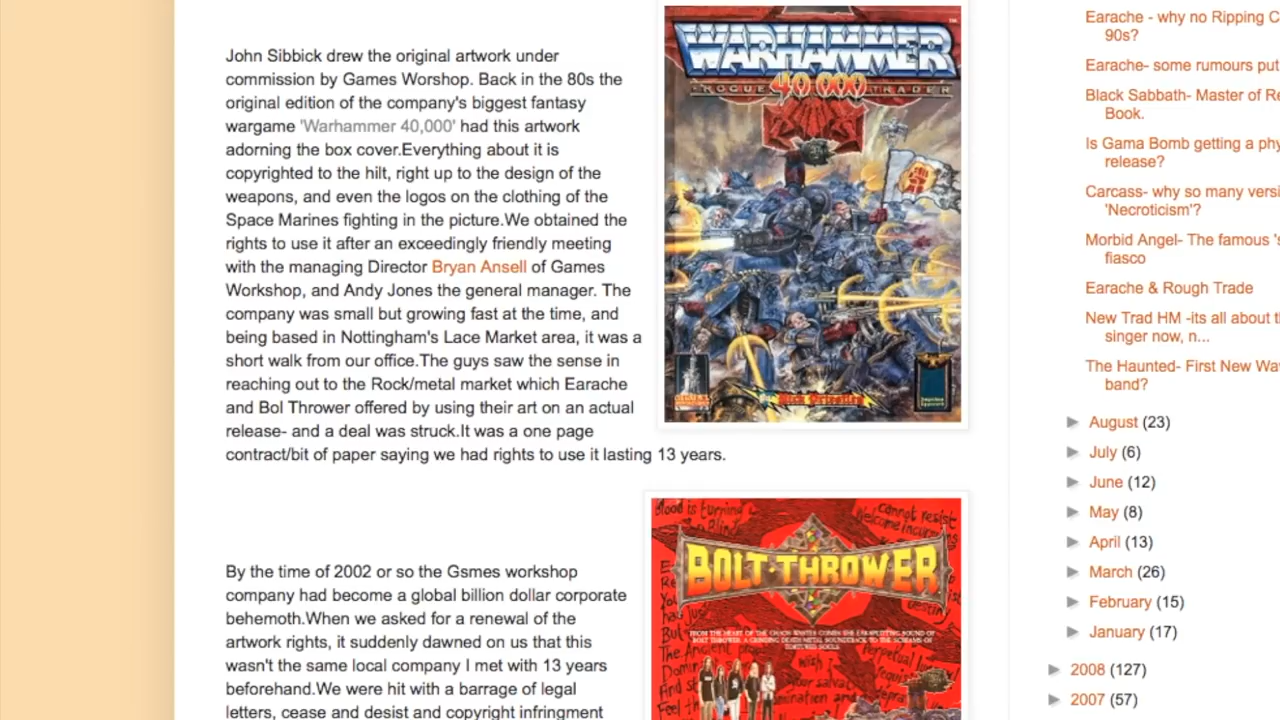 John Sibbick drew the original artwork under
commission by Games Worshop. Back in the 80s the
original edition of the company's biggest fantasy
wargame 'Warhammer 40,000' had this artwork
adorning the box cover.Everything about it is
copyrighted to the hilt, right up to the design of the
weapons, and even the logos on the clothing of the
Space Marines fighting in the picture.We obtained the
rights to use it after an exceedingly friendly meeting
with the managing Director Bryan Ansell of Games
Workshop, and Andy Jones the general manager. The
company was small but growing fast at the time, and
being based in Nottingham's Lace Market area, it was a
short walk from our office.The guys saw the sense in
reaching out to the Rock/metal market which Earache
and Bol Thrower offered by using their art on an actual
release- and a deal was struck.It was a one page
contract/bit of paper saying we had rights to use it lasting 13 years.
WARHAMMER
40,000
ROGUE TRADER
Rick Priestley
By the time of 2002 or so the Gsmes workshop
company had become a global billion dollar corporate
behemoth.When we asked for a renewal of the
artwork rights, it suddenly dawned on us that this
wasn't the same local company I met with 13 years
beforehand.We were hit with a barrage of legal
letters, cease and desist and copyright infringment
blood is turning
cannot resist
BOLT THROWER
Earache - why no Ripping C
90s?
Earache- some rumours put
Black Sabbath- Master of Re
Book.
Is Gama Bomb getting a phy
release?
Carcass- why so many versi
'Necroticism'?
Morbid Angel- The famous 's
fiasco
Earache & Rough Trade
New Trad HM -its all about th
singer now, n...
The Haunted- First New Wav
band?
August (23)
July (6)
June (12)
May (8)
April (13)
March (26)
February (15)
January (17)
2008 (127)
2007 (57)